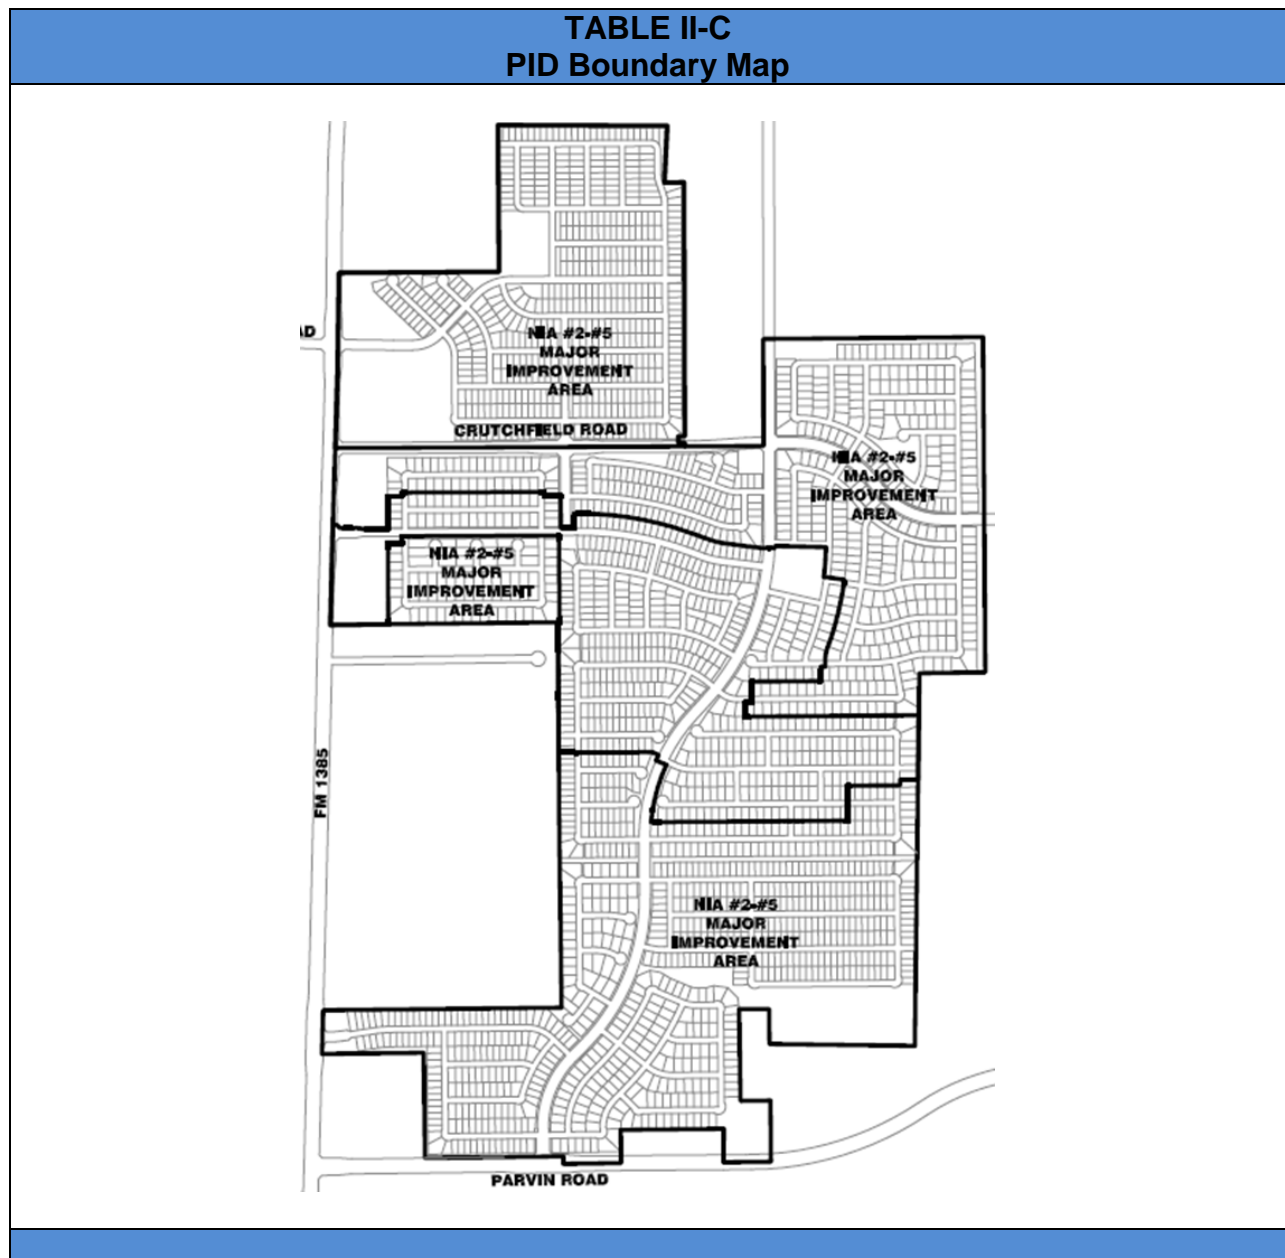 TABLE II-C
PID Boundary Map
AD
NIA #2-#5
MAJOR
IMPROVEMENT
AREA
CRUTCHFIELD ROAD
NIA #2-#5
MAJOR
IMPROVEMENT
AREA
NIA #2-#5
MAJOR
IMPROVEMENT
AREA
FM 1385
NIA #2-#5
MAJOR
IMPROVEMENT
AREA
PARVIN ROAD